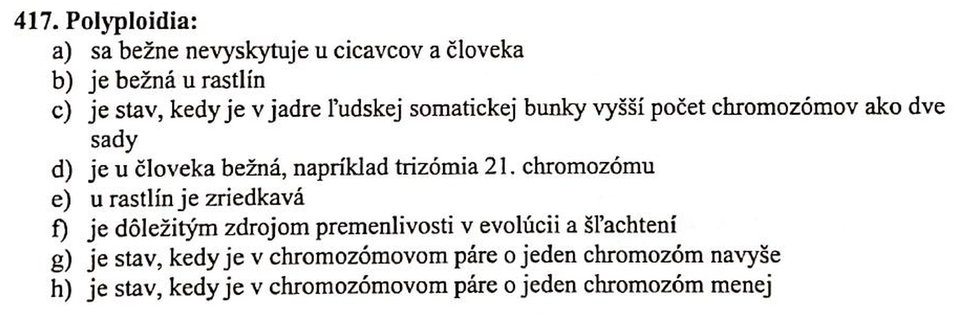 417. Polyploidia:
a) sa bežne nevyskytuje u cicavcov a človeka
b) je bežná u rastlín
c) je stav, kedy je v jadre ľudskej somatickej bunky vyšší počet chromozómov ako dve
sady
d) je u človeka bežná, napríklad trizómia 21. chromozómu
e) u rastlín je zriedkavá
f) je dôležitým zdrojom premenlivosti v evolúcii a šľachtení
g) je stav, kedy je v chromozómovom páre o jeden chromozóm navyše
h) je stav, kedy je v chromozómovom páre o jeden chromozóm menej